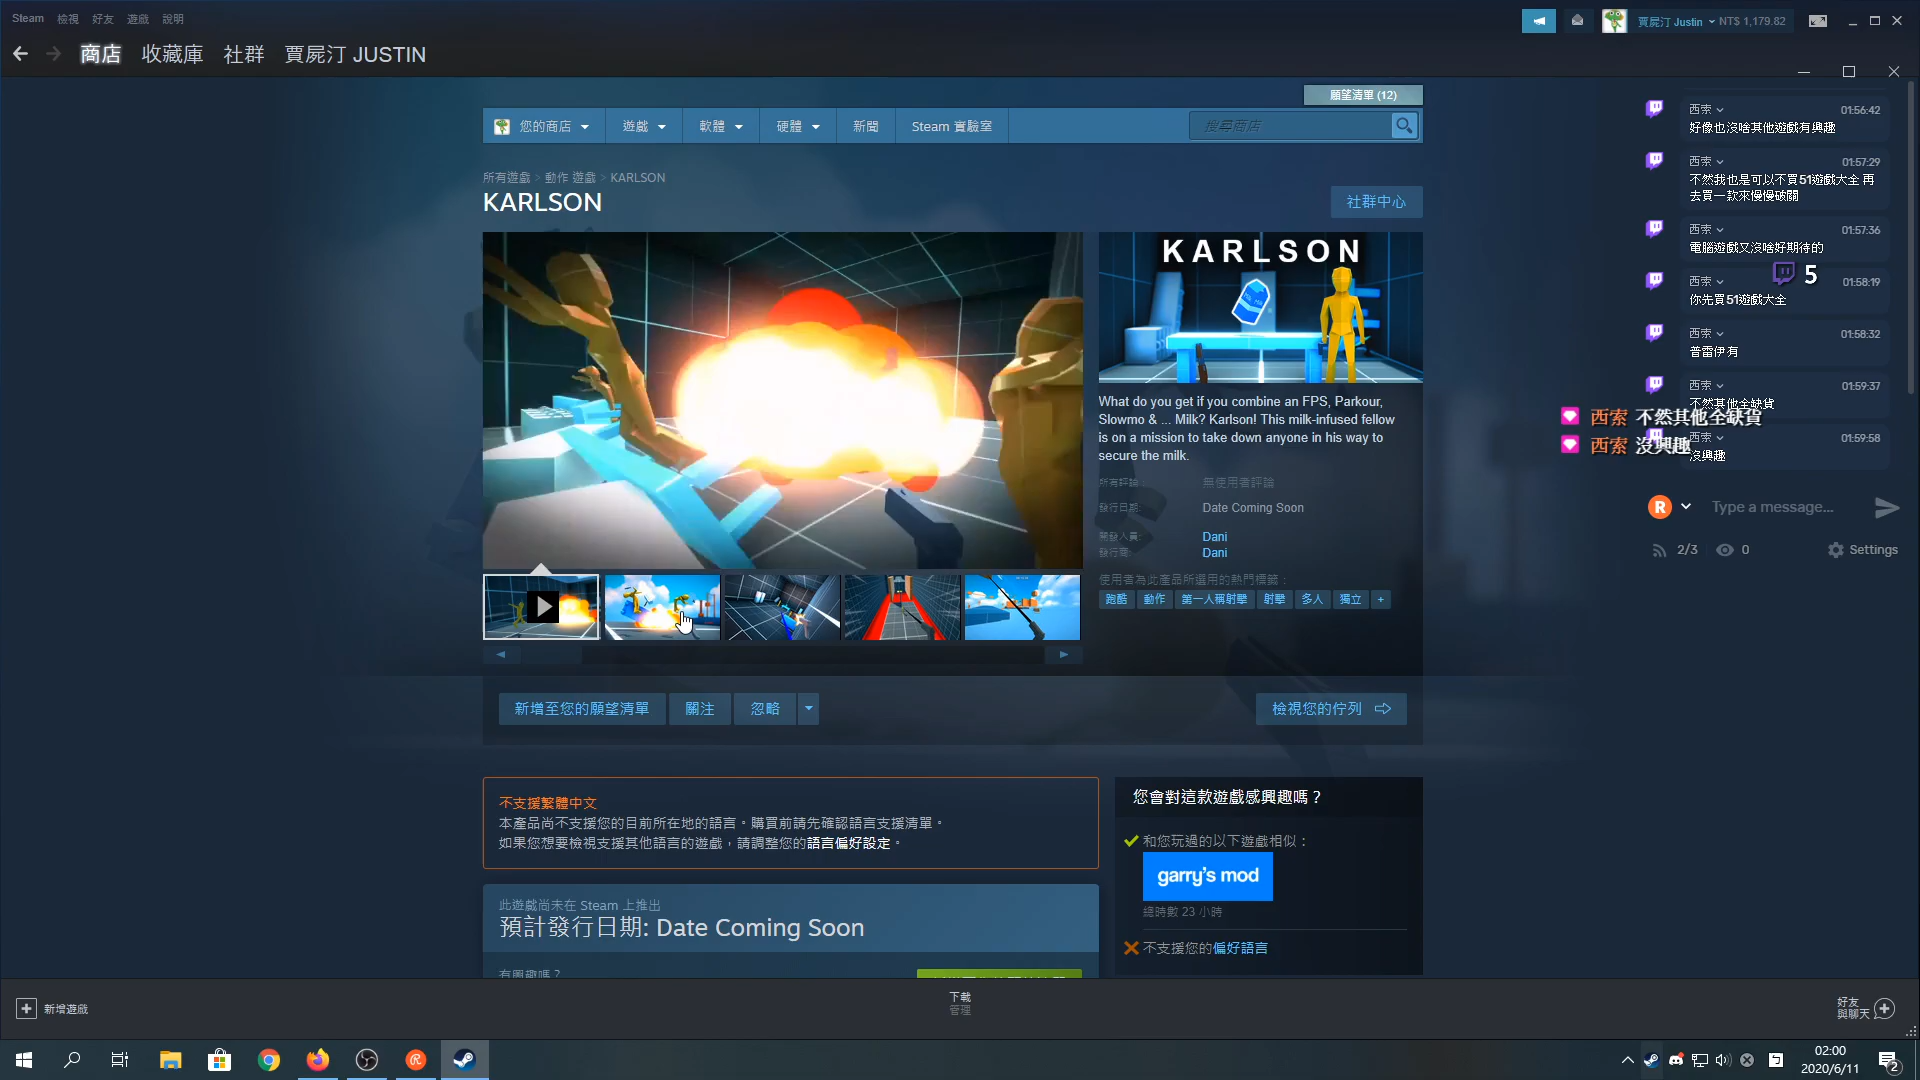 Steam 檢視 好友 遊戲 說明
賈屍汀 Justin NT$ 1,179.82
商店 收藏庫 社群 賈屍汀 JUSTIN
願望清單 (12)
您的商店 遊戲 軟體 硬體 新聞 Steam 實驗室 搜尋商店
所有遊戲 > 動作 遊戲 > KARLSON
KARLSON
社群中心
KARLSON
What do you get if you combine an FPS, Parkour,
Slowmo & ... Milk? Karlson! This milk-infused fellow
is on a mission to take down anyone in his way to
secure the milk.
所有評論: 無使用者評論
發行日期: Date Coming Soon
開發人員: Dani
發行商: Dani
使用者為此產品所選用的熱門標籤:
跑酷 動作 第一人稱射擊 射擊 多人 獨立 +
新增至您的願望清單 關注 忽略
檢視您的佇列
不支援繁體中文
本產品尚不支援您的目前所在地的語言。購買前請先確認語言支援清單。
如果您想要檢視支援其他語言的遊戲,請調整您的語言偏好設定。
此遊戲尚未在 Steam 上推出
預計發行日期: Date Coming Soon
有興趣嗎?
您會對這款遊戲感興趣嗎?
和您玩過的以下遊戲相似:
garry's mod
總時數 23 小時
不支援您的偏好語言
西索 01:56:42
好像也沒啥其他遊戲有興趣
西索 01:57:29
不然我也是可以不買51遊戲大全 再
去買一款來慢慢破關
西索 01:57:36
電腦遊戲又沒啥好期待的
5
西索 01:58:19
你先買51遊戲大全
西索 01:58:32
普雷伊有
西索 01:59:37
不然其他全缺貨
西索 不然其他全缺貨
西索 01:59:58
沒興趣
西索 沒興趣
R Type a message...
2/3 0 Settings
新增遊戲
下載
管理
好友
與聊天
02:00
2020/6/11
2